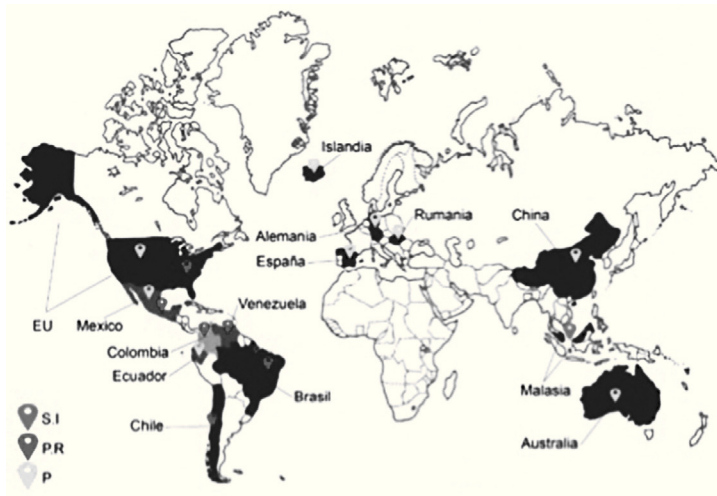 Islandia
Alemania
Rumania
China
España
EU
Mexico
Venezuela
Colombia
Ecuador
Brasil
Chile
Malasia
Australia
S.I
P.R
P